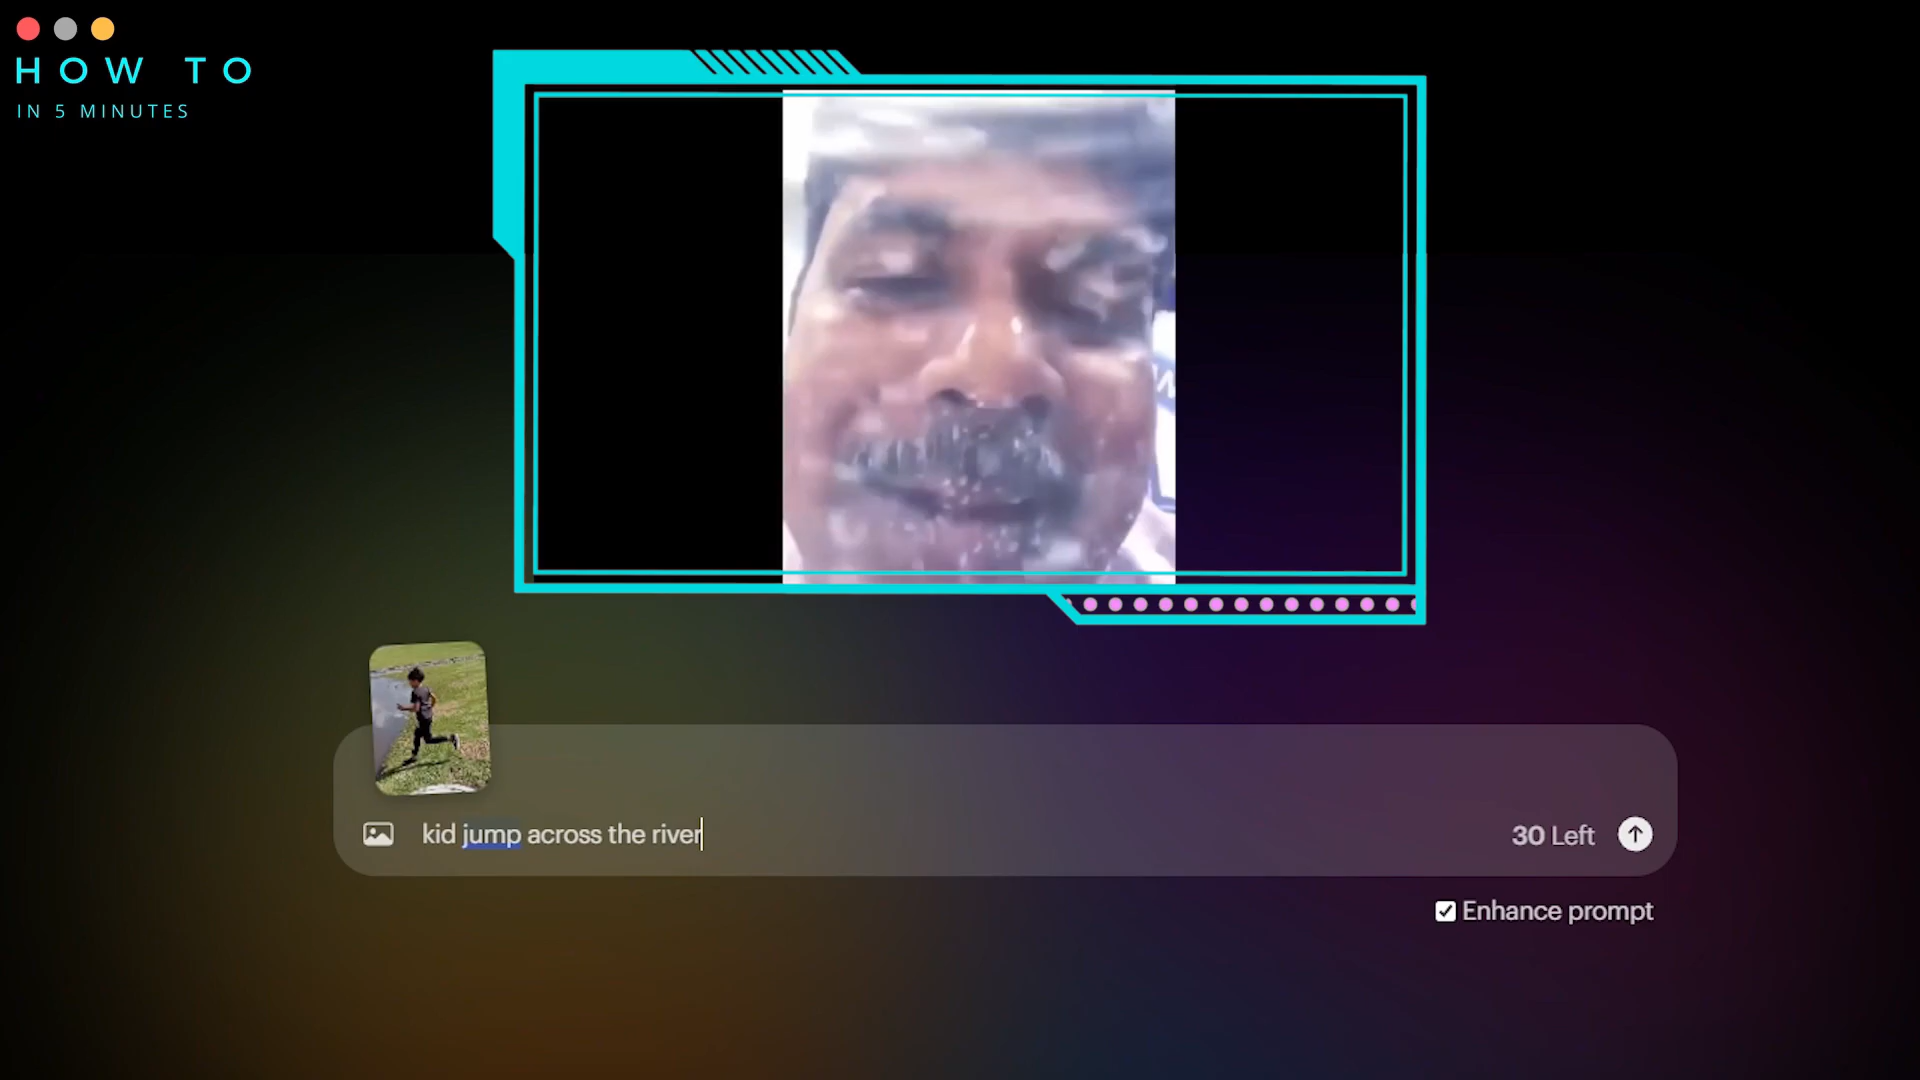 HOW TO
IN 5 MINUTES
kid jump across the river
30 Left
Enhance prompt